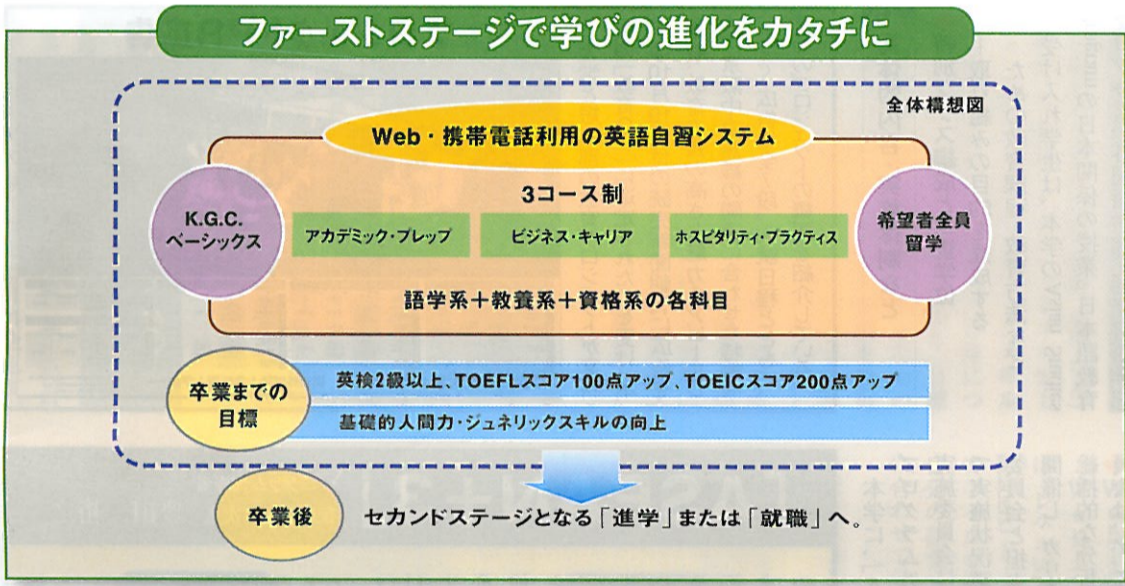 ファーストステージで学びの進化をカタチに
全体構想図
Web・携帯電話利用の英語自習システム
3コース制
K.G.C.
ベーシックス
アカデミック・プレップ
ビジネス・キャリア
ホスピタリティ・プラクティス
希望者全員
留学
語学系+教養系+資格系の各科目
卒業までの
目標
英検2級以上、TOEFLスコア100点アップ、TOEICスコア200点アップ
基礎的人間力・ジェネリックスキルの向上
卒業後
セカンドステージとなる「進学」または「就職」へ。